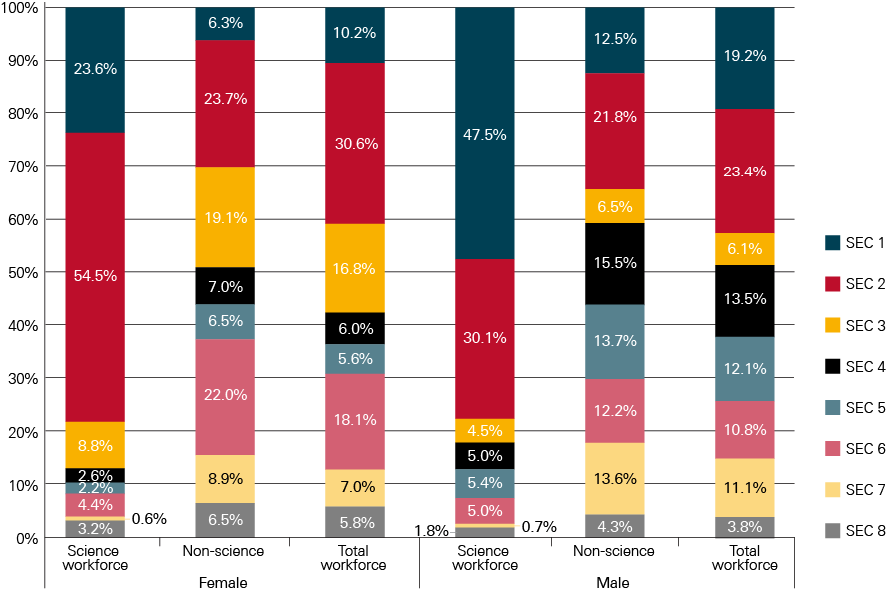 100%
90%
80%
70%
60%
50%
40%
30%
20%
10%
0%
23.6%
54.5%
8.8%
2.6%
2.2%
4.4%
0.6%
3.2%
6.3%
23.7%
19.1%
7.0%
6.5%
22.0%
8.9%
6.5%
10.2%
30.6%
16.8%
6.0%
5.6%
18.1%
7.0%
5.8%
47.5%
30.1%
4.5%
5.0%
5.4%
5.0%
0.7%
1.8%
12.5%
21.8%
6.5%
15.5%
13.7%
12.2%
13.6%
4.3%
19.2%
23.4%
6.1%
13.5%
12.1%
10.8%
11.1%
3.8%
Science
workforce
Non-science
Total
workforce
Science
workforce
Non-science
Total
workforce
Female
Male
SEC 1
SEC 2
SEC 3
SEC 4
SEC 5
SEC 6
SEC 7
SEC 8